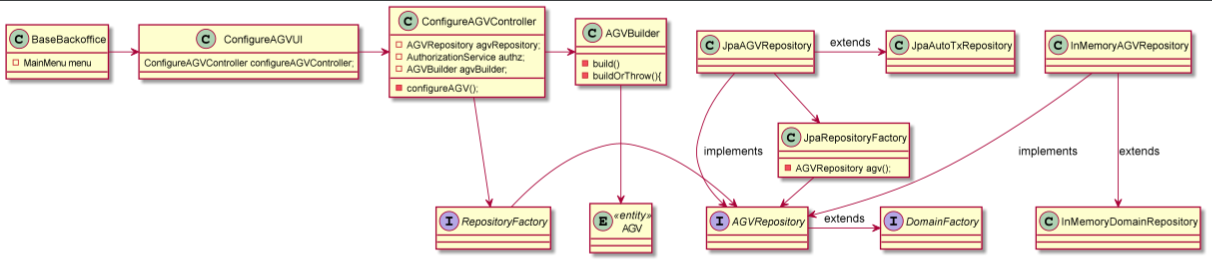 C BaseBackoffice
MainMenu menu
C ConfigureAGVUI
ConfigureAGVController configureAGVController;
C ConfigureAGVController
AGVRepository agvRepository;
AuthorizationService authz;
AGVBuilder agvBuilder;
configureAGV();
C AGVBuilder
build()
buildOrThrow(){
C JpaAGVRepository
extends
C JpaAutoTxRepository
C InMemoryAGVRepository
C JpaRepositoryFactory
AGVRepository agv();
implements
implements
extends
I RepositoryFactory
E «entity»
AGV
I AGVRepository
extends
I DomainFactory
C InMemoryDomainRepository